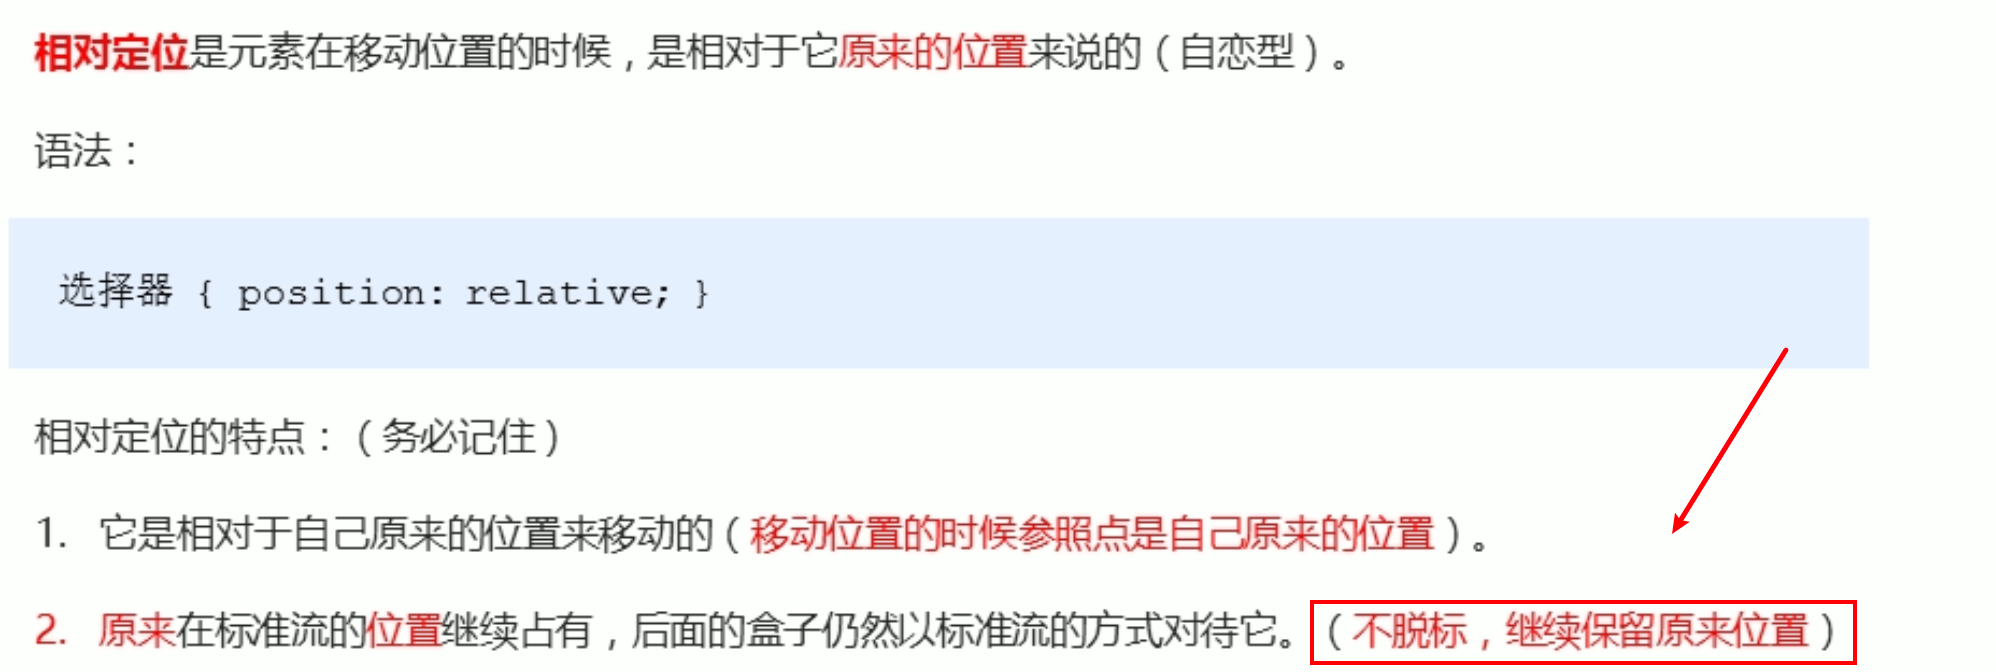 相对定位是元素在移动位置的时候，是相对于它原来的位置来说的（自恋型）。
语法：
选择器 { position: relative; }
相对定位的特点：（务必记住）
1. 它是相对于自己原来的位置来移动的（移动位置的时候参照点是自己原来的位置）。
2. 原来在标准流的位置继续占有，后面的盒子仍然以标准流的方式对待它。（不脱标，继续保留原来位置）